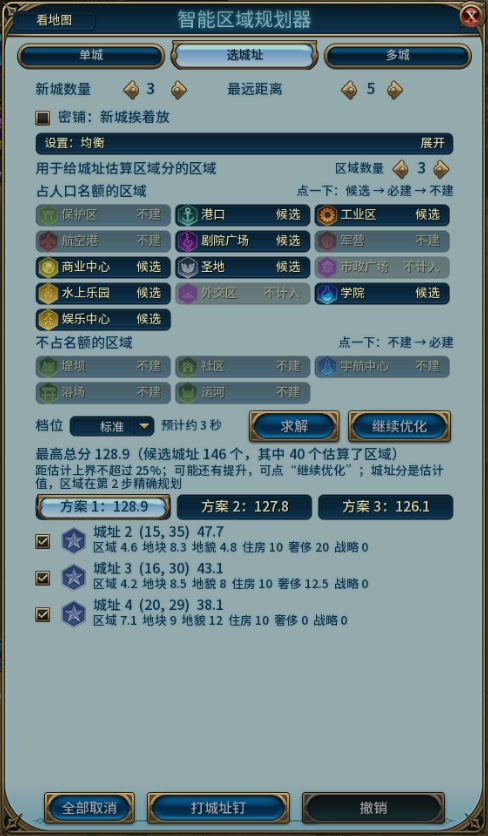 看地图
智能区域规划器
单城 选城址 多城
新城数量 3 最远距离 5
密铺：新城挨着放
设置：均衡 展开
用于给城址估算区域分的区域 区域数量 3
占人口名额的区域 点一下：候选 → 必建 → 不建
保护区 不建 港口 候选 工业区 候选
航空港 不建 剧院广场 候选 军营 不建
商业中心 候选 圣地 候选 市政广场 不计入
水上乐园 候选 外交区 不计入 学院 候选
娱乐中心 候选
不占名额的区域 点一下：不建 → 必建
堤坝 不建 社区 不建 宇航中心 不建
浴场 不建 运河 不建
档位 标准 预计约 3 秒 求解 继续优化
最高总分 128.9（候选城址 146 个，其中 40 个估算了区域）
距估计上界不超过 25%；可能还有提升，可点“继续优化”；城址分是估计
值，区域在第 2 步精确规划
方案 1：128.9 方案 2：127.8 方案 3：126.1
城址 2 (15, 35) 47.7
区域 4.6 地块 8.3 地貌 4.8 住房 10 奢侈 20 战略 0
城址 3 (16, 30) 43.1
区域 4.2 地块 8.5 地貌 8 住房 10 奢侈 12.5 战略 0
城址 4 (20, 29) 38.1
区域 7.1 地块 9 地貌 12 住房 10 奢侈 0 战略 0
全部取消 打城址钉 撤销